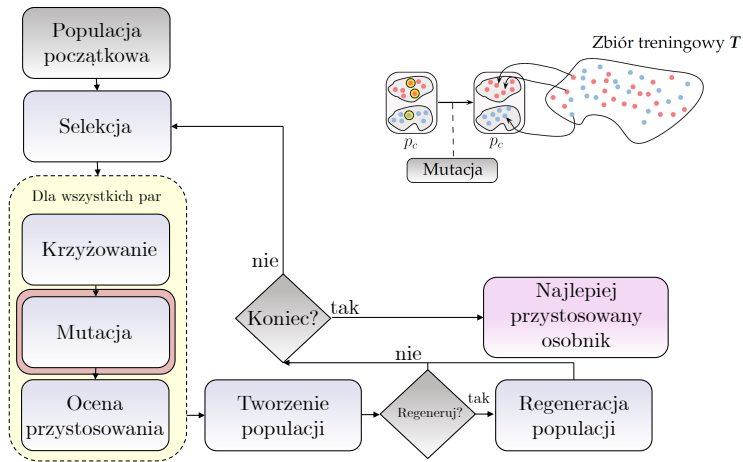 Populacja
początkowa
Selekcja
Dla wszystkich par
Krzyżowanie
Mutacja
Ocena
przystosowania
Tworzenie
populacji
Regeneruj?
tak
Regeneracja
populacji
nie
Koniec?
nie
tak
Najlepiej
przystosowany
osobnik
Zbiór treningowy T
p_c
p_c
Mutacja